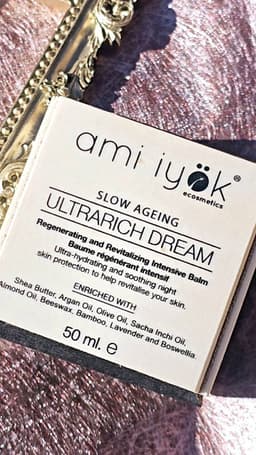 ami iyök®
ecosmetics
SLOW AGEING
ULTRARICH DREAM
Regenerating and Revitalizing Intensive Balm
Baume régénérant intensif
Ultra-hydrating and soothing night
skin protection to help revitalise your skin.
ENRICHED WITH
Shea Butter, Argan Oil, Olive Oil, Sacha Inchi Oil,
Almond Oil, Beeswax, Bamboo, Lavender and Boswellia.
50 ml. ℮